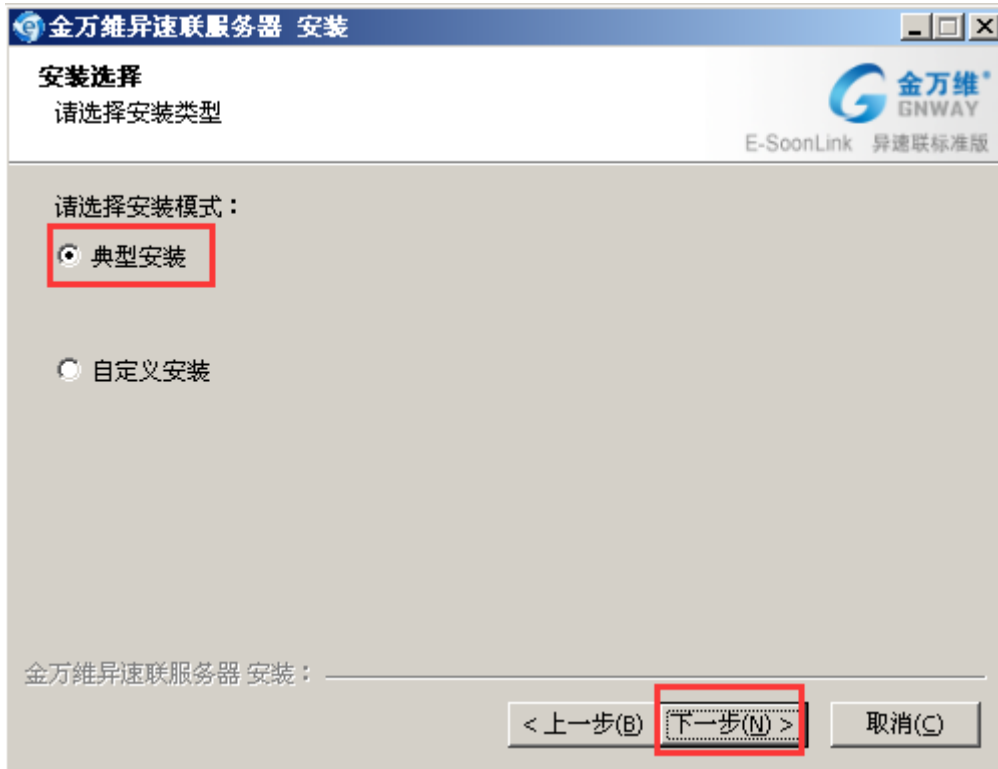 金万维异速联服务器 安装
安装选择
请选择安装类型
金万维®
GNWAY
E-SoonLink 异速联标准版
请选择安装模式：
典型安装
自定义安装
金万维异速联服务器 安装：
< 上一步(B) 下一步(N) > 取消(C)